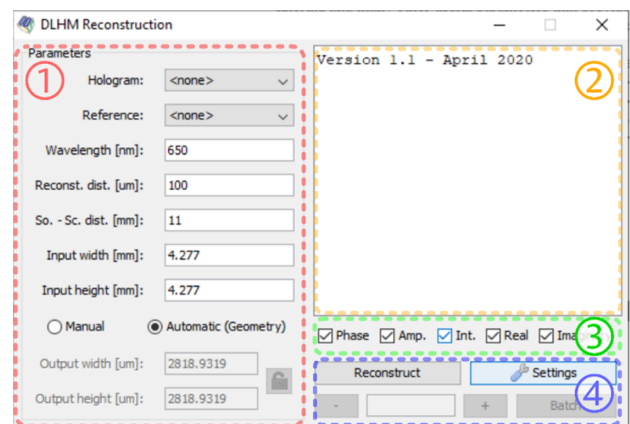 DLHM Reconstruction
Parameters
1
Hologram: <none>
Reference: <none>
Wavelength [nm]: 650
Reconst. dist. [um]: 100
So. - Sc. dist. [mm]: 11
Input width [mm]: 4.277
Input height [mm]: 4.277
Manual Automatic (Geometry)
Output width [um]: 2818.9319
Output height [um]: 2818.9319
Version 1.1 - April 2020
2
Phase Amp. Int. Real
3
Reconstruct Settings
4
- +